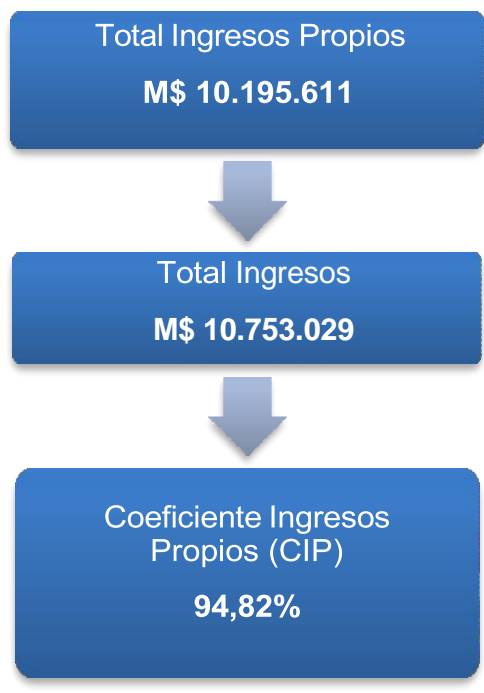 Total Ingresos Propios
M$ 10.195.611
Total Ingresos
M$ 10.753.029
Coeficiente Ingresos
Propios (CIP)
94,82%